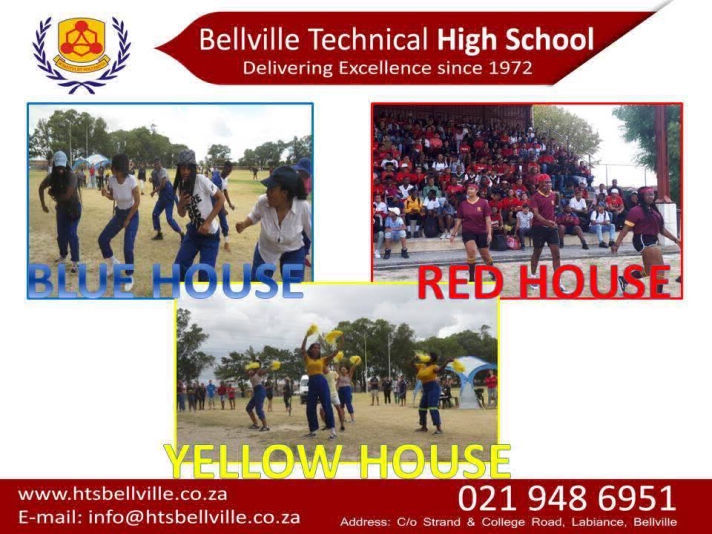 Bellville Technical High School
Delivering Excellence since 1972
BLUE HOUSE
RED HOUSE
YELLOW HOUSE
www.htsbellville.co.za
E-mail: info@htsbellville.co.za
021 948 6951
Address: C/o Strand & College Road, Labiance, Bellville